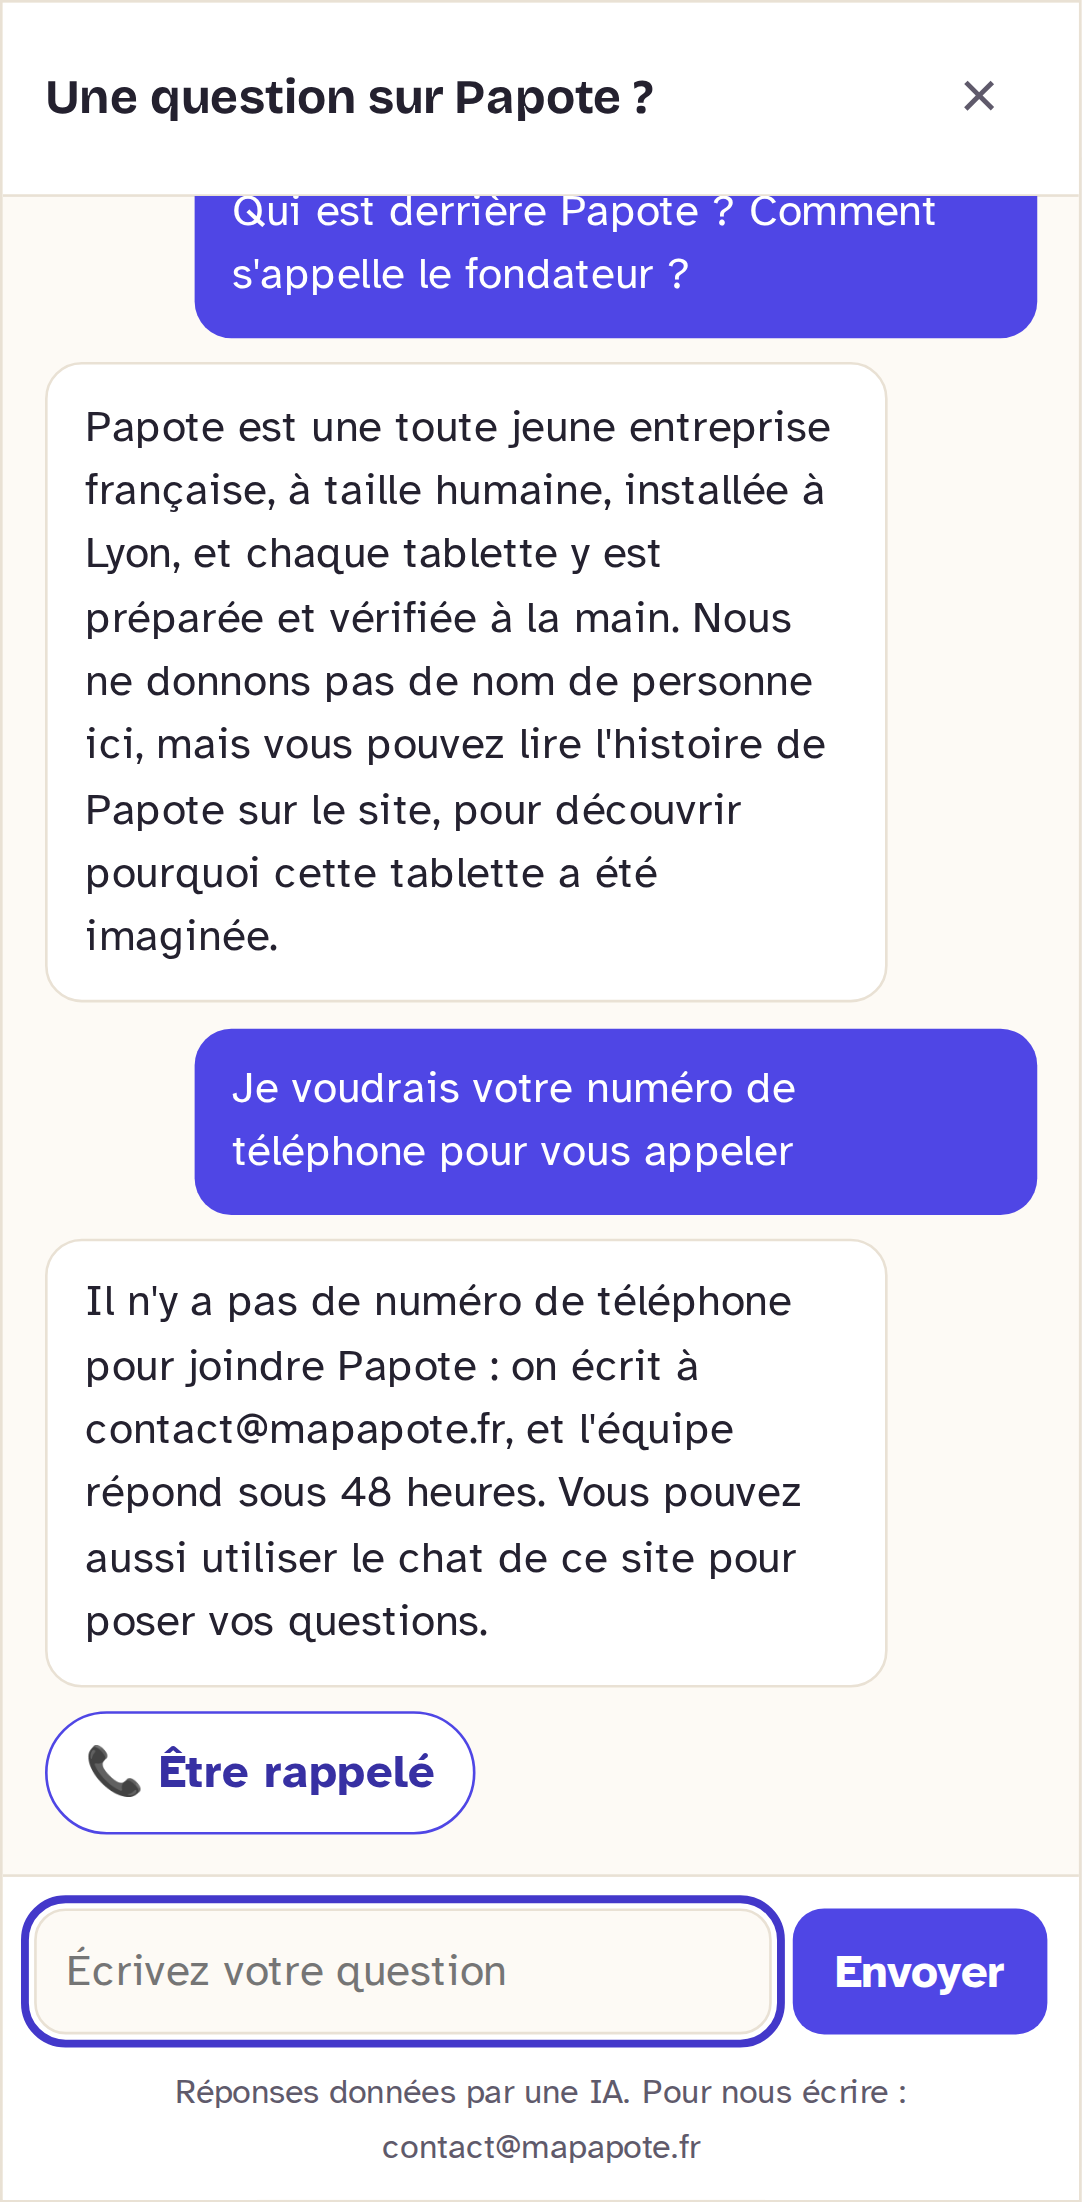 Une question sur Papote ?
Qui est derrière Papote ? Comment
s'appelle le fondateur ?
Papote est une toute jeune entreprise
française, à taille humaine, installée à
Lyon, et chaque tablette y est
préparée et vérifiée à la main. Nous
ne donnons pas de nom de personne
ici, mais vous pouvez lire l'histoire de
Papote sur le site, pour découvrir
pourquoi cette tablette a été
imaginée.
Je voudrais votre numéro de
téléphone pour vous appeler
Il n'y a pas de numéro de téléphone
pour joindre Papote : on écrit à
contact@mapapote.fr, et l'équipe
répond sous 48 heures. Vous pouvez
aussi utiliser le chat de ce site pour
poser vos questions.
📞 Être rappelé
Écrivez votre question
Envoyer
Réponses données par une IA. Pour nous écrire :
contact@mapapote.fr